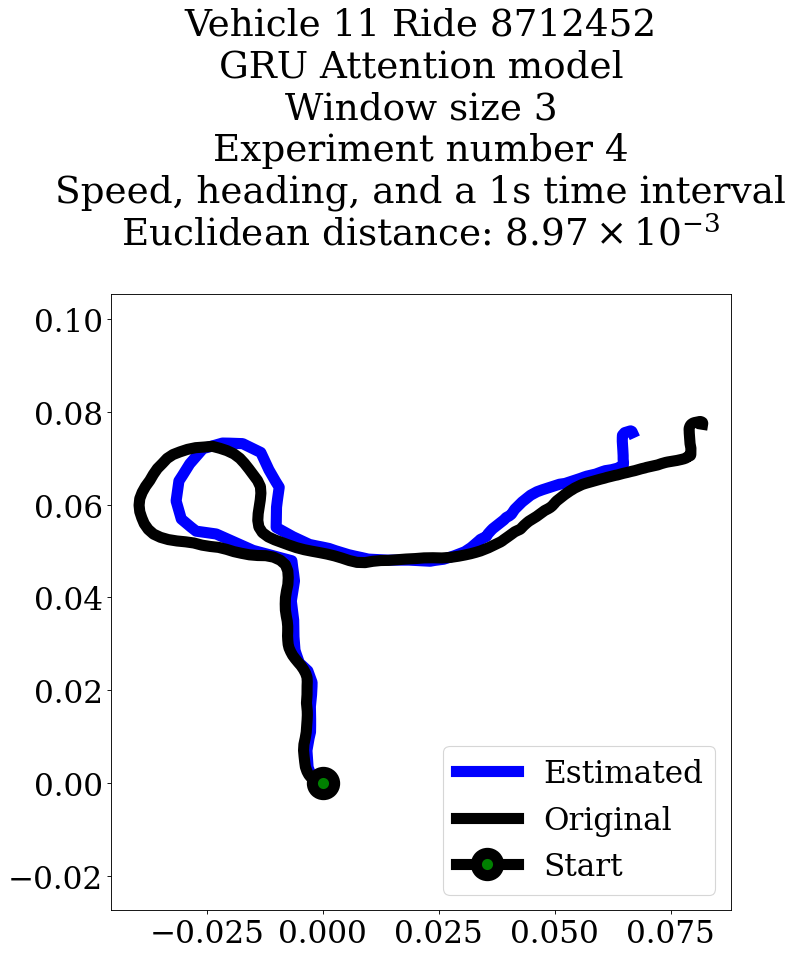 Vehicle 11 Ride 8712452
GRU Attention model
Window size 3
Experiment number 4
Speed, heading, and a 1s time interval
Euclidean distance: 8.97 × 10⁻³
0.10
0.08
0.06
0.04
0.02
0.00
−0.02
Estimated
Original
Start
−0.025 0.000 0.025 0.050 0.075